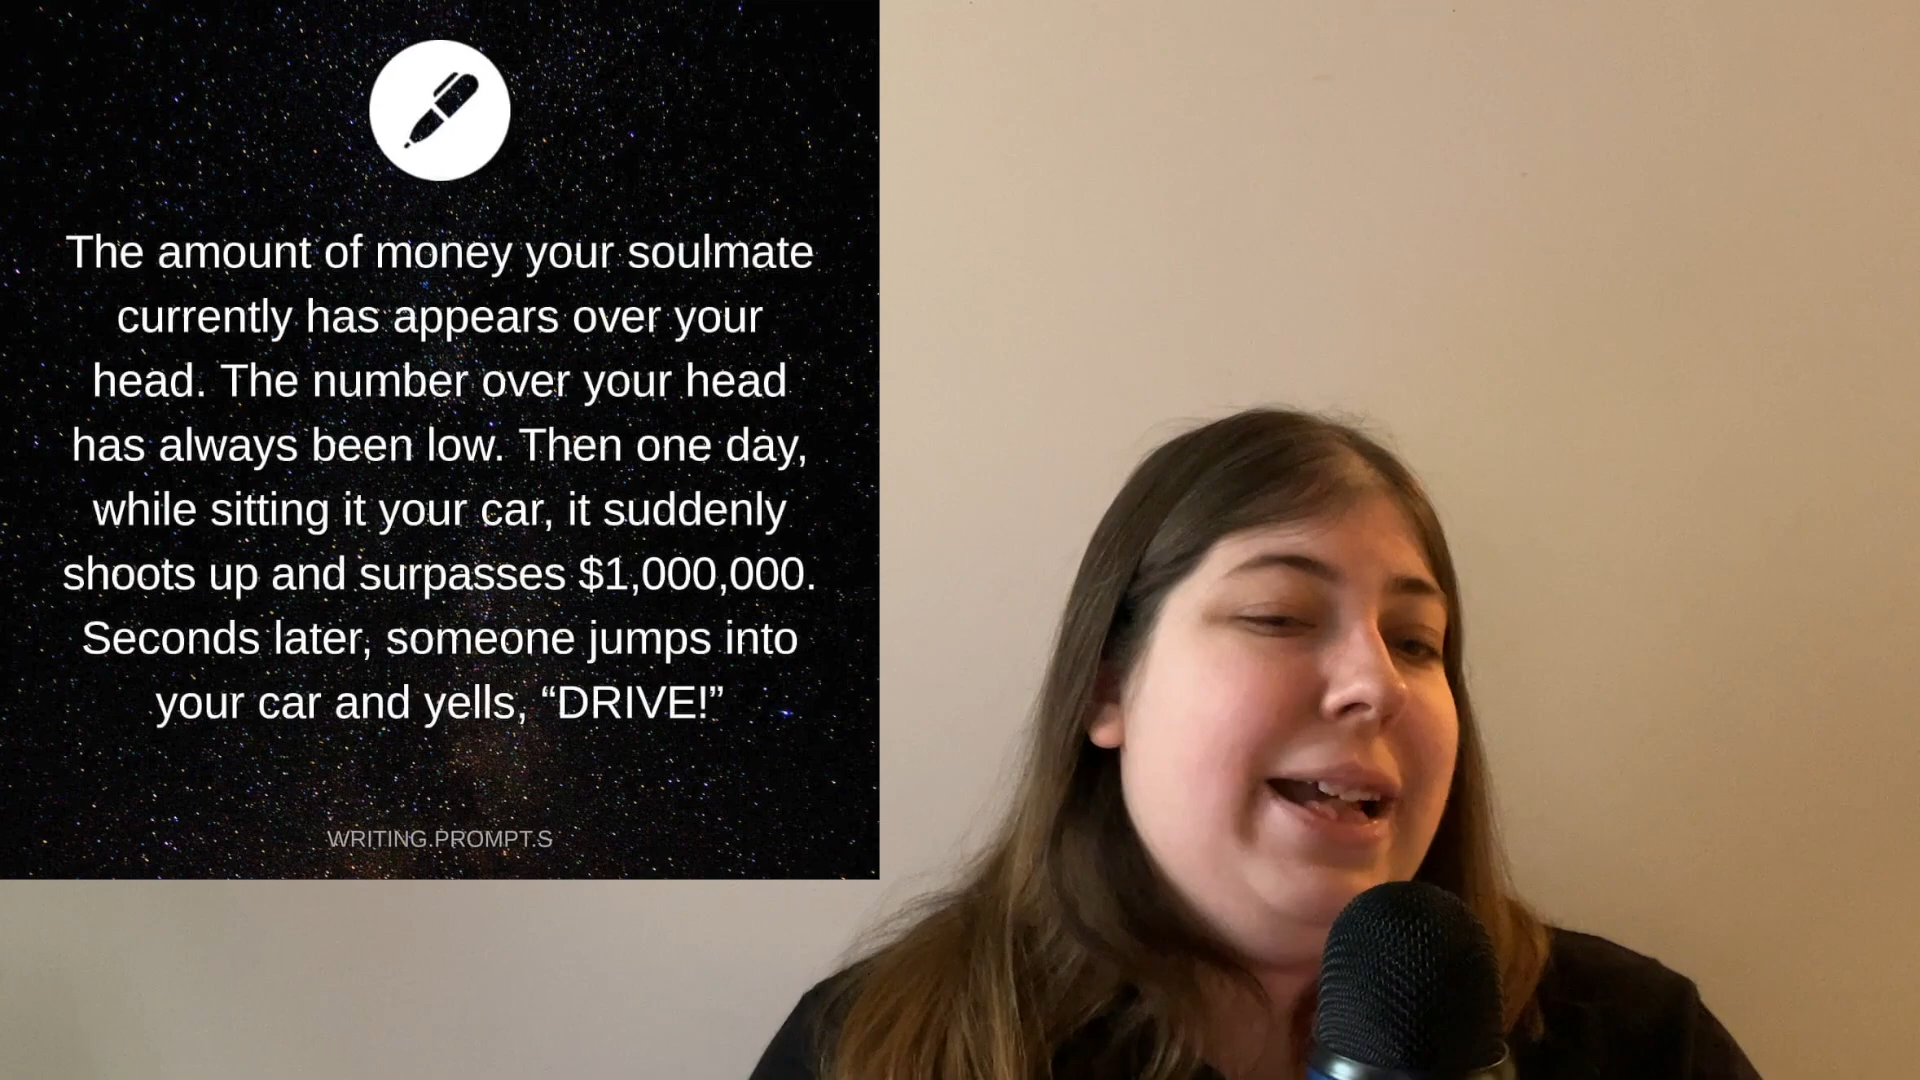 The amount of money your soulmate
currently has appears over your
head. The number over your head
has always been low. Then one day,
while sitting it your car, it suddenly
shoots up and surpasses $1,000,000.
Seconds later, someone jumps into
your car and yells, “DRIVE!”
WRITING.PROMPT.S